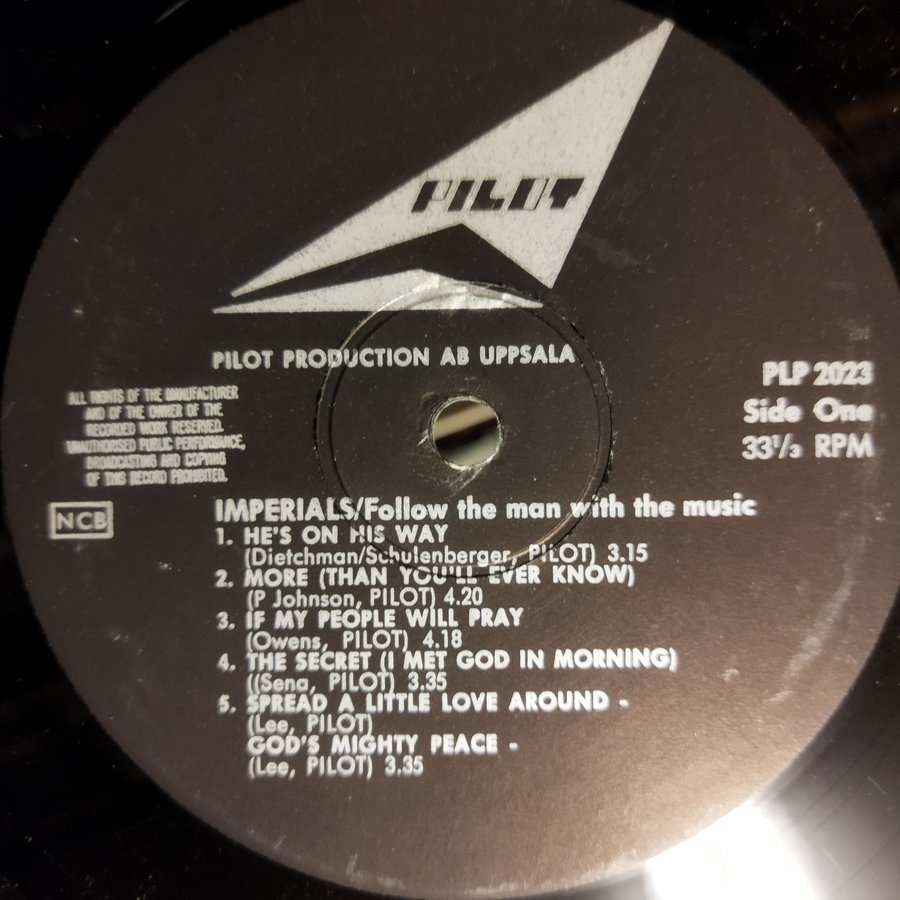 PILOT
PILOT PRODUCTION AB UPPSALA
PLP 2023
Side One
33¹/₃ RPM
ALL RIGHTS OF THE MANUFACTURER
AND OF THE OWNER OF THE
RECORDED WORK RESERVED.
UNAUTHORISED PUBLIC PERFORMANCE,
BROADCASTING AND COPYING
OF THIS RECORD PROHIBITED.
NCB
IMPERIALS/Follow the man with the music
1. HE'S ON HIS WAY
(Dietchman/Schulenberger, PILOT) 3.15
2. MORE (THAN YOU'LL EVER KNOW)
(P Johnson, PILOT) 4.20
3. IF MY PEOPLE WILL PRAY
(Owens, PILOT) 4.18
4. THE SECRET (I MET GOD IN MORNING)
((Sena, PILOT) 3.35
5. SPREAD A LITTLE LOVE AROUND -
(Lee, PILOT)
GOD'S MIGHTY PEACE -
(Lee, PILOT) 3.35